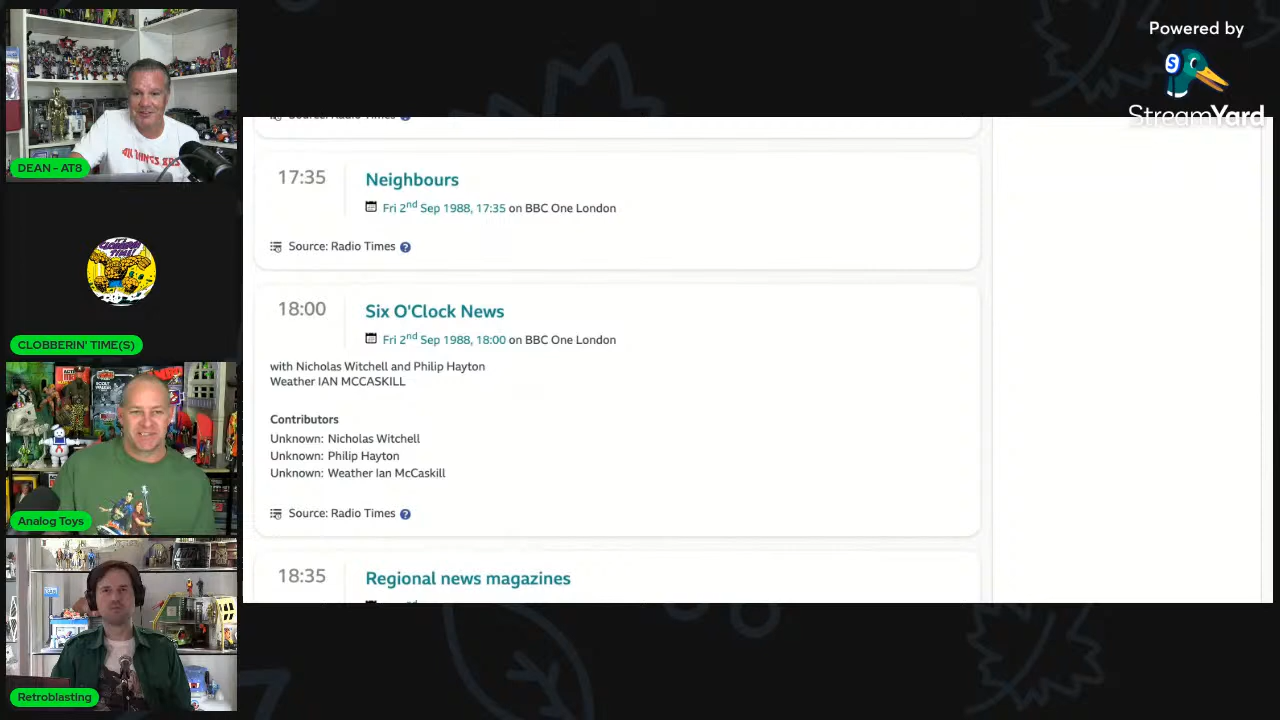 Powered by
StreamYard
DEAN - AT8
CLOBBERIN' TIME(S)
Analog Toys
Retroblasting
Source: Radio Times
17:35
Neighbours
Fri 2nd Sep 1988, 17:35 on BBC One London
Source: Radio Times ?
18:00
Six O'Clock News
Fri 2nd Sep 1988, 18:00 on BBC One London
with Nicholas Witchell and Philip Hayton
Weather IAN MCCASKILL
Contributors
Unknown: Nicholas Witchell
Unknown: Philip Hayton
Unknown: Weather Ian McCaskill
Source: Radio Times ?
18:35
Regional news magazines